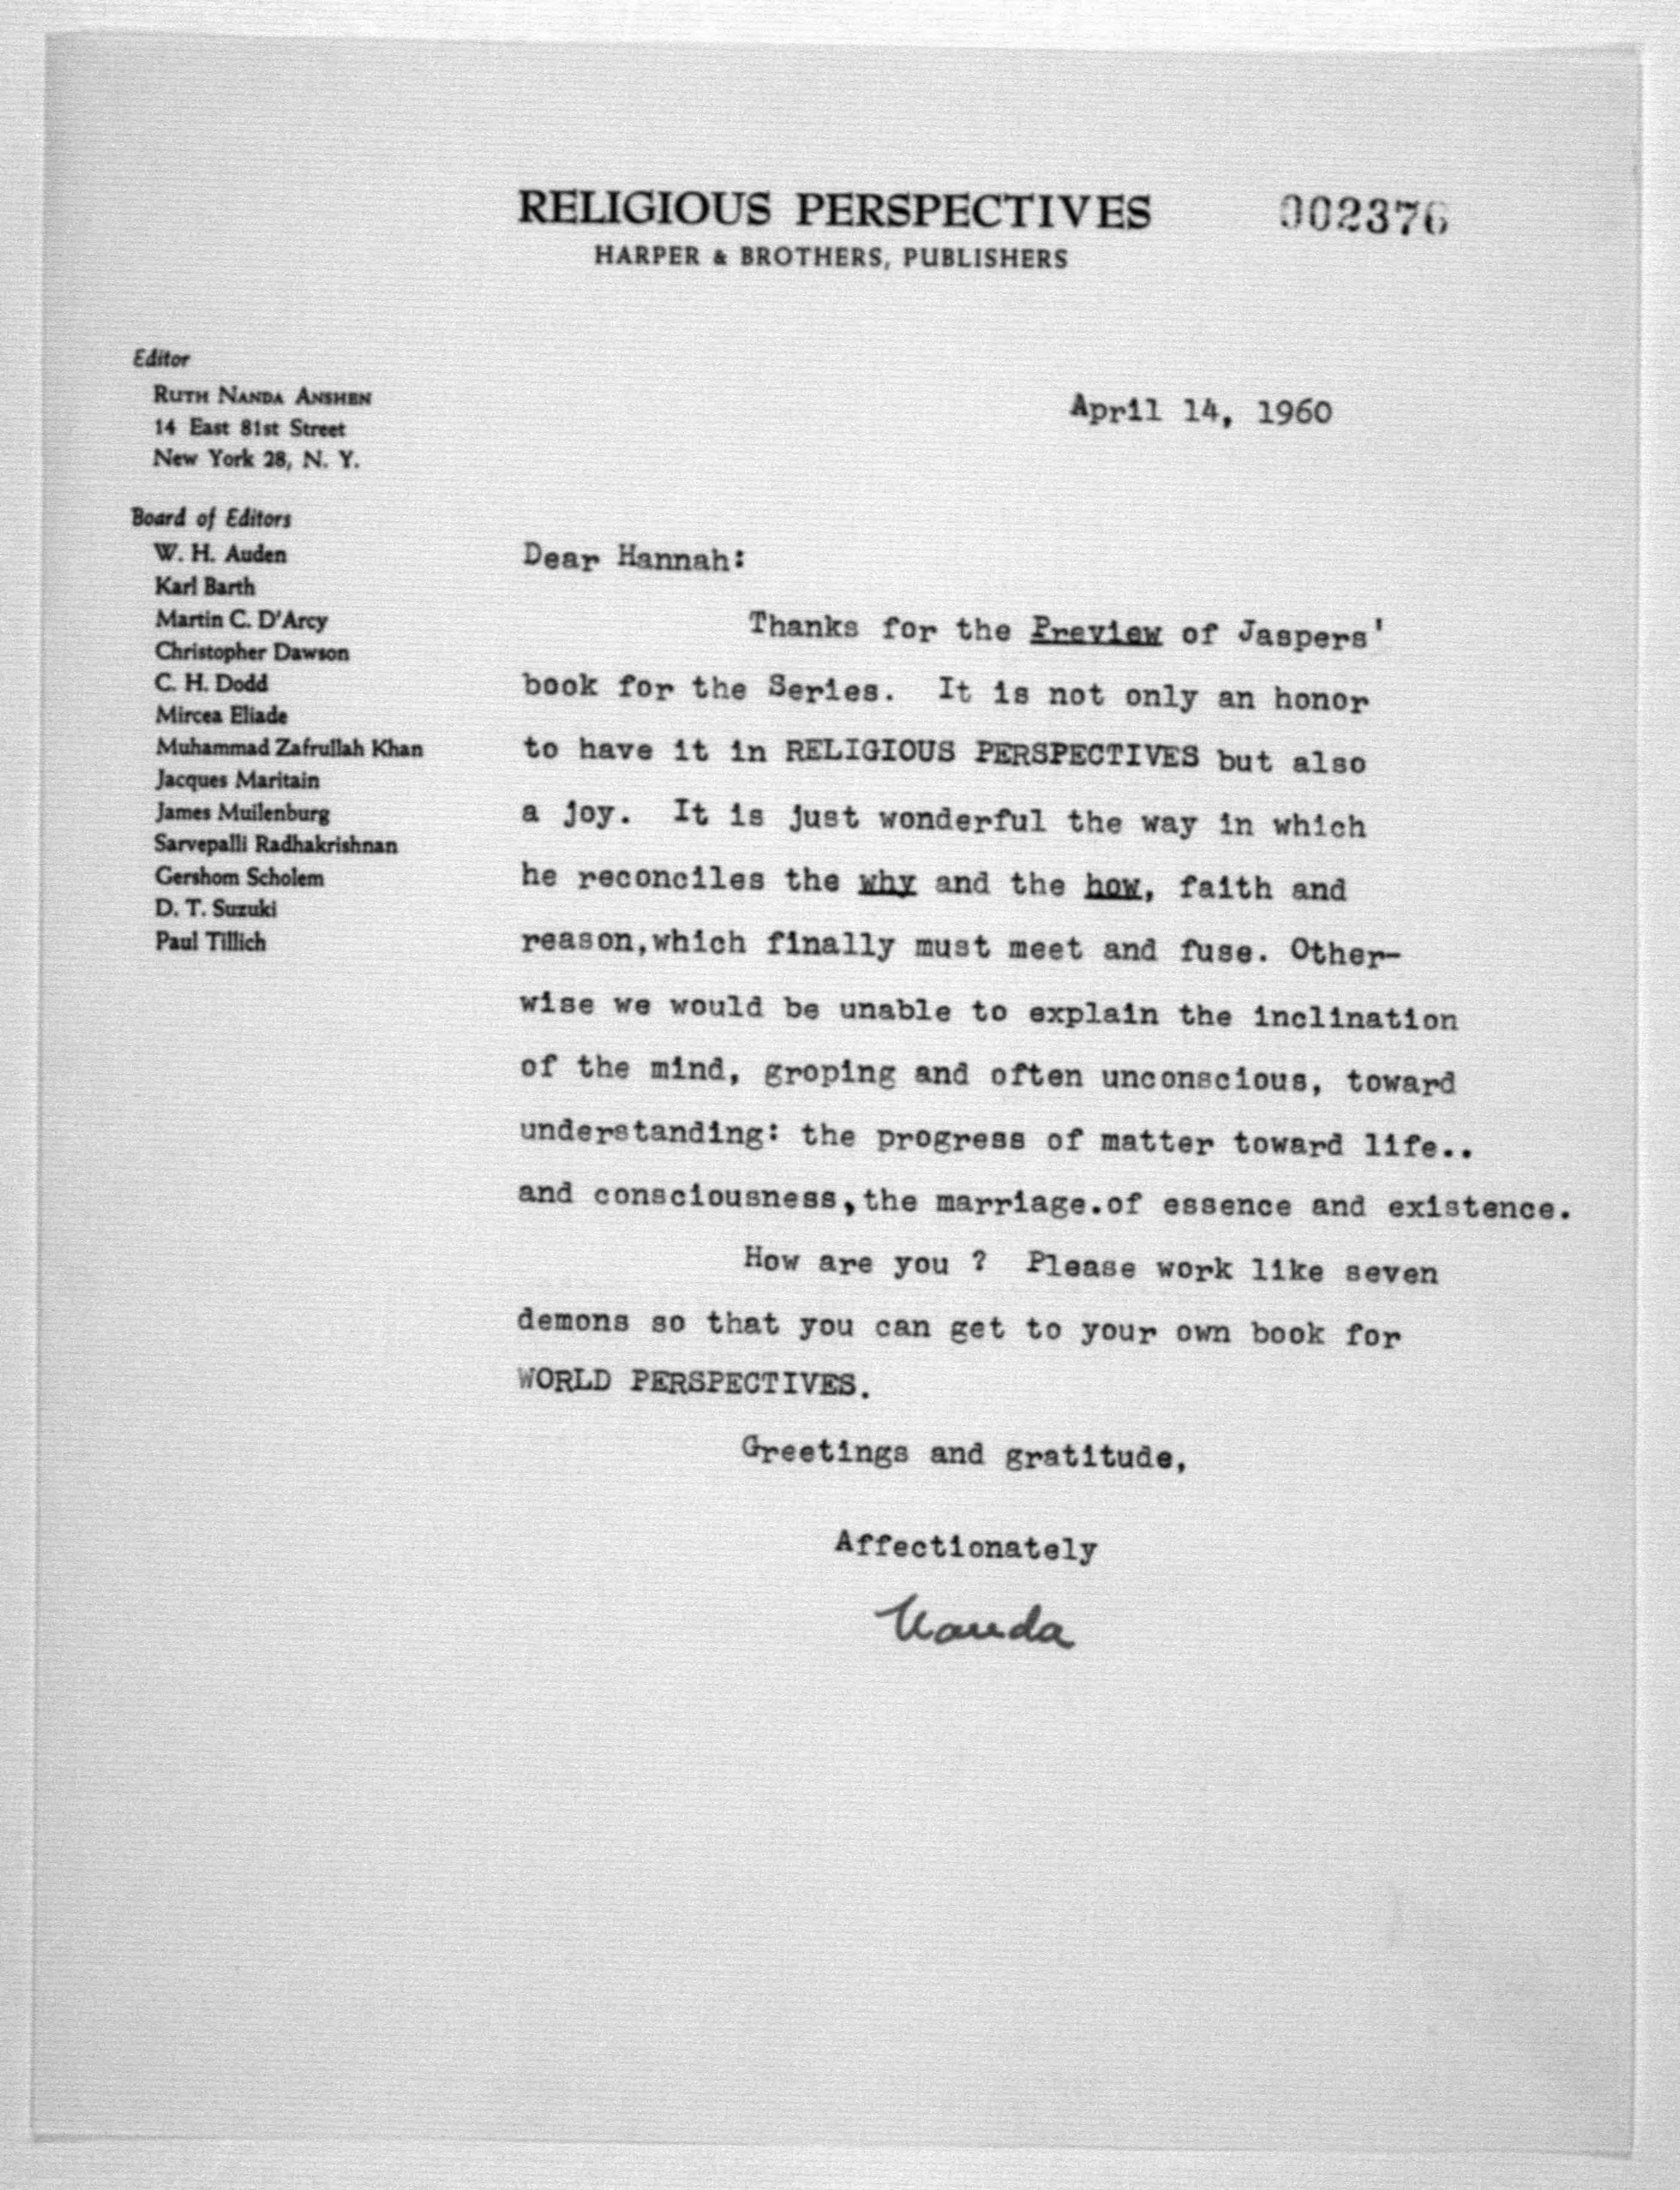 RELIGIOUS PERSPECTIVES
002376
HARPER & BROTHERS, PUBLISHERS
Editor
RUTH NANDA ANSHEN
14 East 81st Street
New York 28, N. Y.
Board of Editors
W. H. Auden
Karl Barth
Martin C. D'Arcy
Christopher Dawson
C. H. Dodd
Mircea Eliade
Muhammad Zafrullah Khan
Jacques Maritain
James Muilenburg
Sarvepalli Radhakrishnan
Gershom Scholem
D. T. Suzuki
Paul Tillich
April 14, 1960
Dear Hannah:
Thanks for the Preview of Jaspers'
book for the Series. It is not only an honor
to have it in RELIGIOUS PERSPECTIVES but also
a joy. It is just wonderful the way in which
he reconciles the why and the how, faith and
reason,which finally must meet and fuse. Other-
wise we would be unable to explain the inclination
of the mind, groping and often unconscious, toward
understanding: the progress of matter toward life..
and consciousness,the marriage.of essence and existence.
How are you ? Please work like seven
demons so that you can get to your own book for
WORLD PERSPECTIVES.
Greetings and gratitude,
Affectionately
Nanda